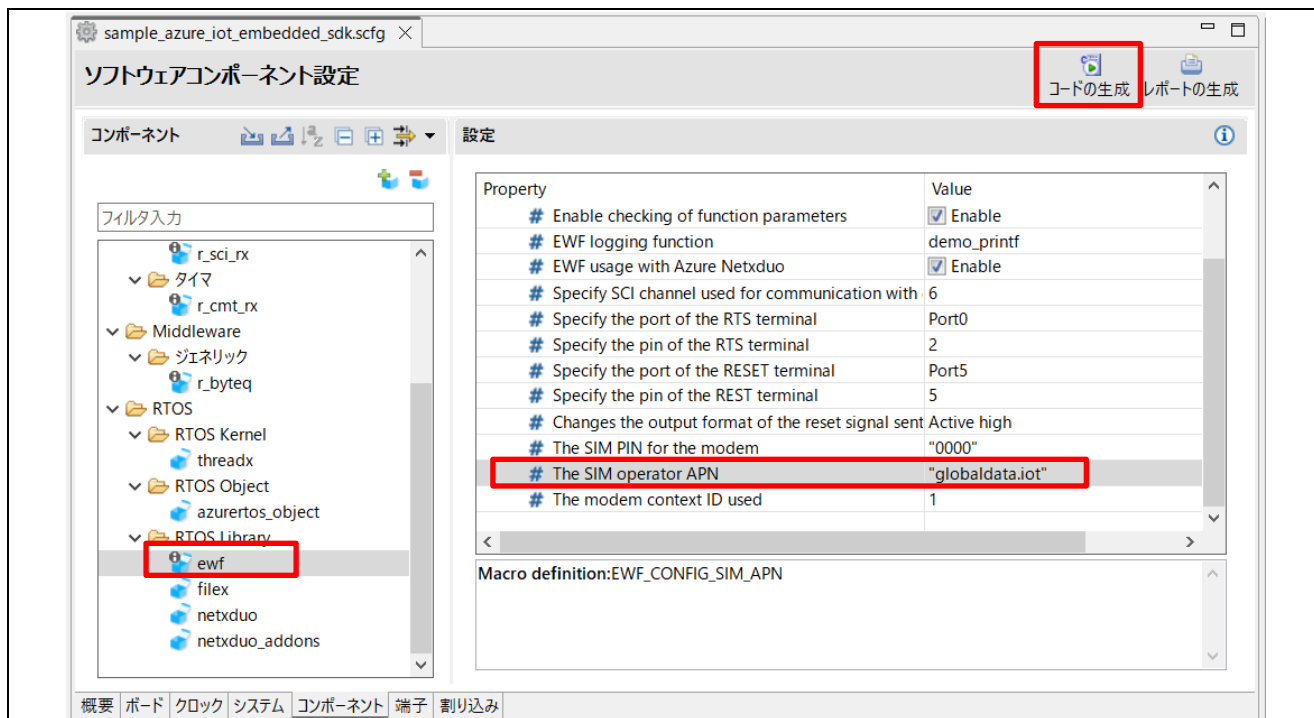 sample_azure_iot_embedded_sdk.scfg
ソフトウェアコンポーネント設定
コードの生成 レポートの生成
コンポーネント
設定
フィルタ入力
r_sci_rx
タイマ
r_cmt_rx
Middleware
ジェネリック
r_byteq
RTOS
RTOS Kernel
threadx
RTOS Object
azurertos_object
RTOS Library
ewf
filex
netxduo
netxduo_addons
Property Value
# Enable checking of function parameters Enable
# EWF logging function demo_printf
# EWF usage with Azure Netxduo Enable
# Specify SCI channel used for communication with 6
# Specify the port of the RTS terminal Port0
# Specify the pin of the RTS terminal 2
# Specify the port of the RESET terminal Port5
# Specify the pin of the REST terminal 5
# Changes the output format of the reset signal sent Active high
# The SIM PIN for the modem "0000"
# The SIM operator APN "globaldata.iot"
# The modem context ID used 1
Macro definition:EWF_CONFIG_SIM_APN
概要 ボード クロック システム コンポーネント 端子 割り込み